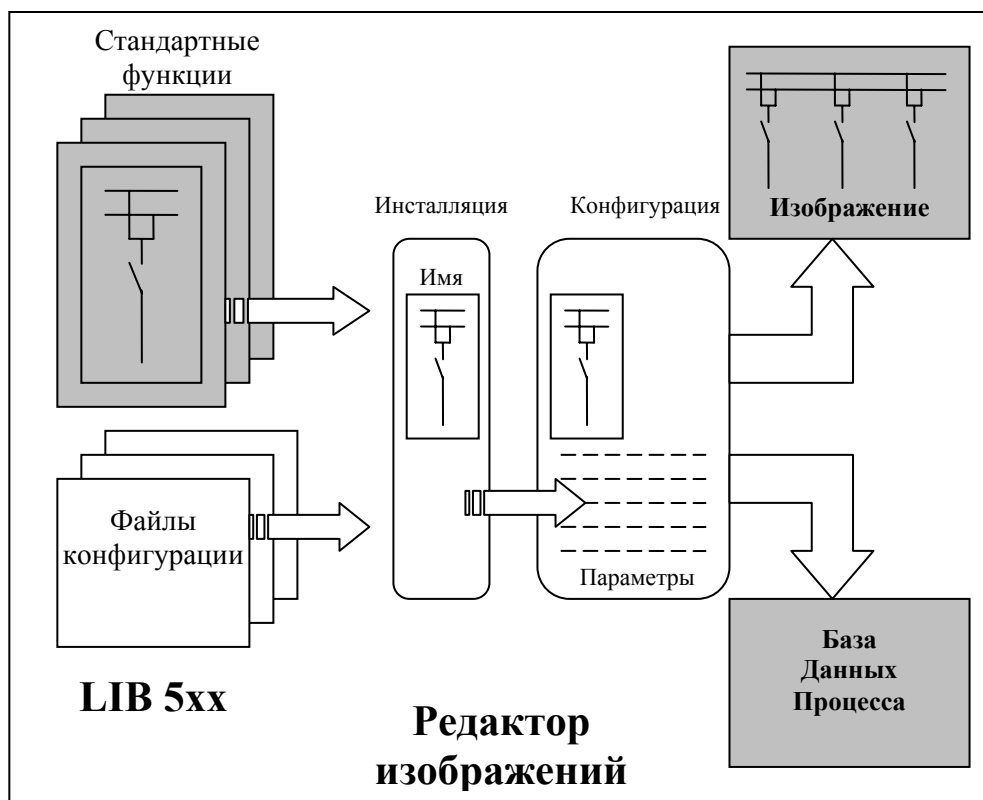 Стандартные
функции
Инсталляция
Конфигурация
Изображение
Имя
Файлы
конфигурации
Параметры
База
Данных
Процесса
LIB 5xx
Редактор
изображений